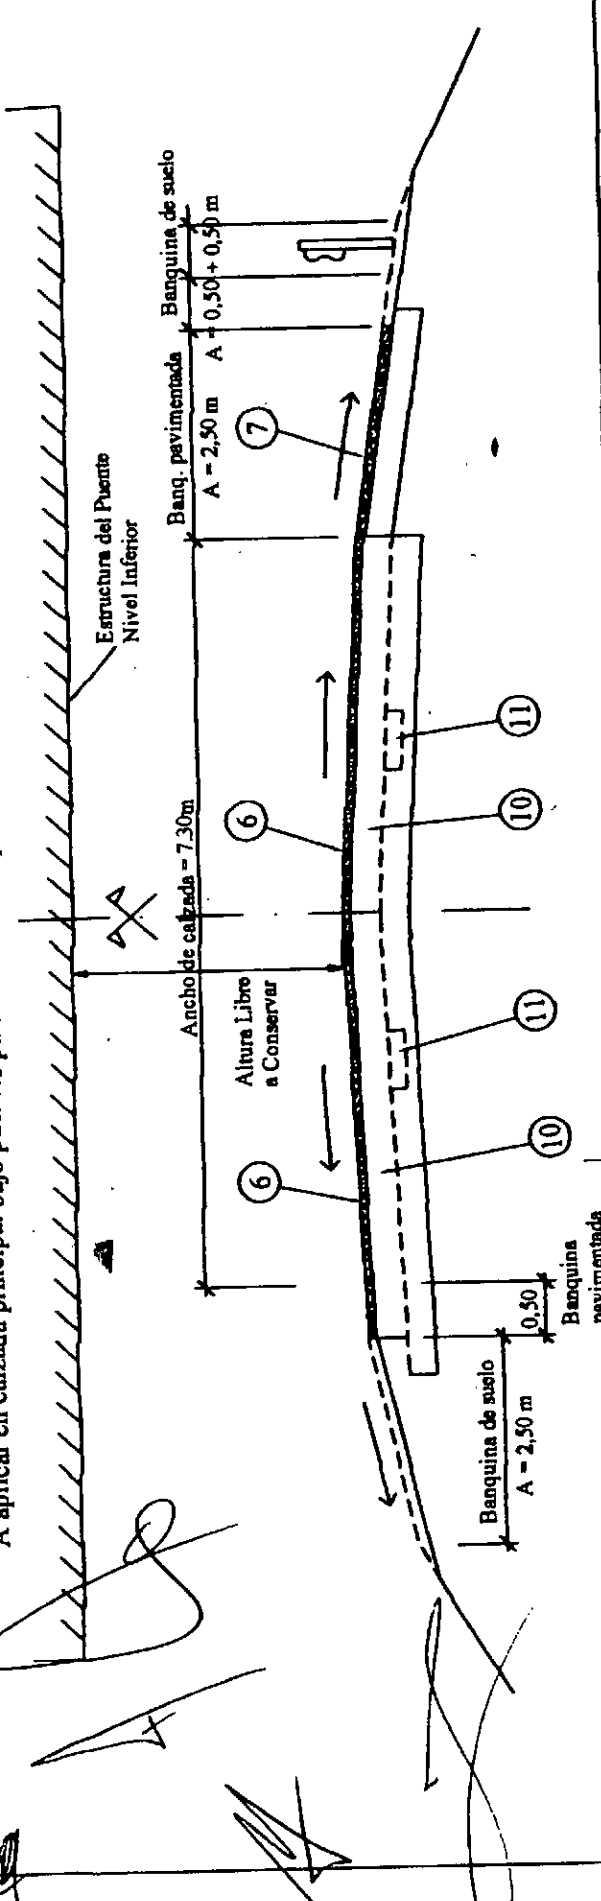 A aplicar en calzada principal bajo
Estructura del Puente
Nivel Inferior
Banq. pavimentada
A = 2,50 m
Banquina de suelo
A = 0,50 + 0,50 m
Ancho de calzada = 7.30m
Altura Libre
a Conservar
6
6
7
10
11
10
11
0,50
Banquina
pavimentada
Banquina de suelo
A = 2,50 m